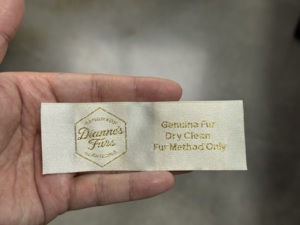 Dianne's
Furs
Genuine Fur
Dry Clean
Fur Method Only